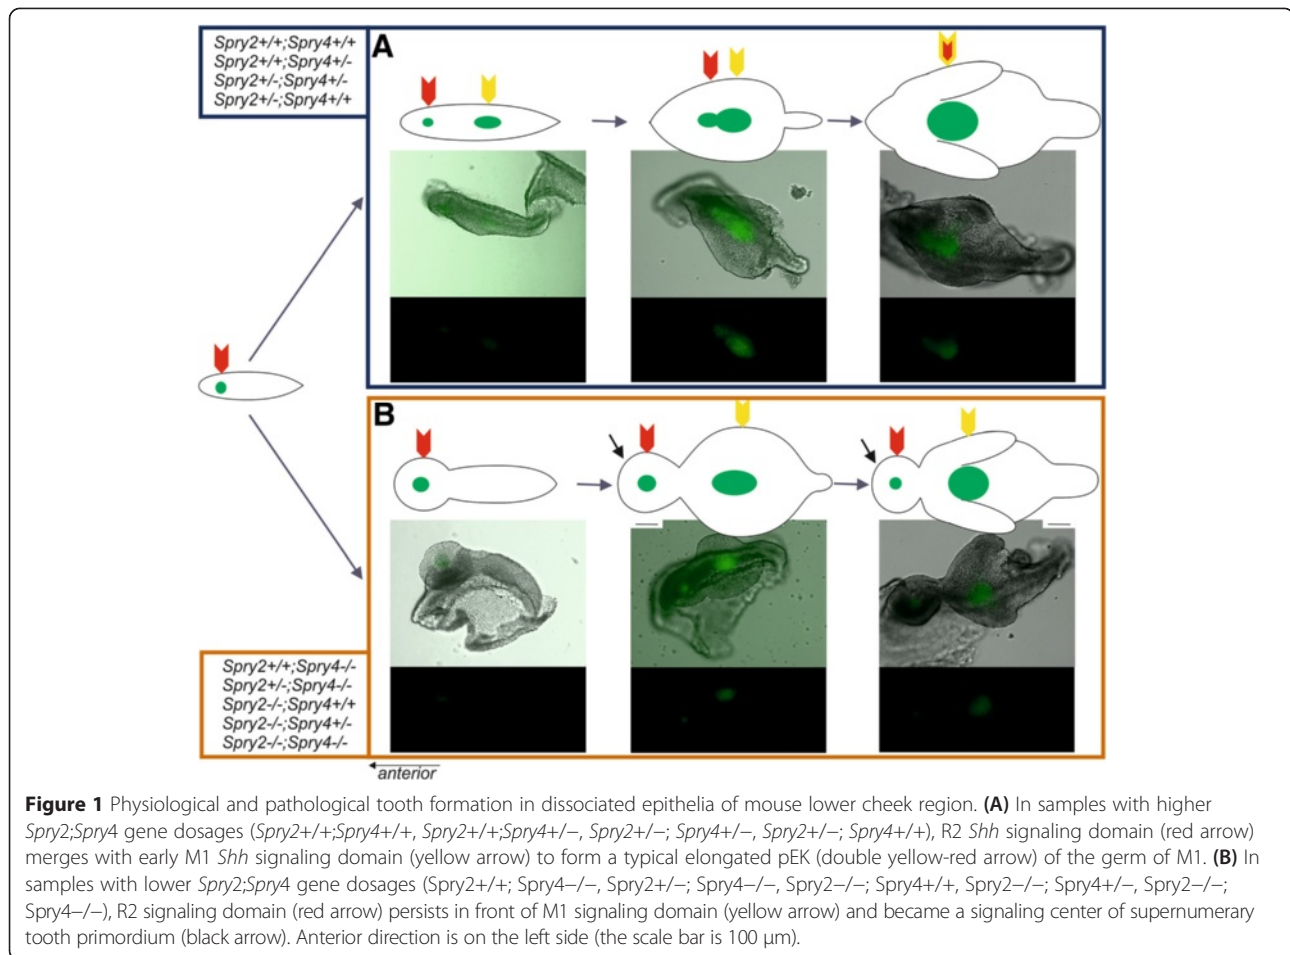 Spry2+/+;Spry4+/+
Spry2+/+;Spry4+/-
Spry2+/-;Spry4+/-
Spry2+/-;Spry4+/+
A
B
Spry2+/+;Spry4-/-
Spry2+/-;Spry4-/-
Spry2-/-;Spry4+/+
Spry2-/-;Spry4+/-
Spry2-/-;Spry4-/-
anterior
Figure 1 Physiological and pathological tooth formation in dissociated epithelia of mouse lower cheek region. (A) In samples with higher
Spry2;Spry4 gene dosages (Spry2+/+;Spry4+/+, Spry2+/+;Spry4+/−, Spry2+/−; Spry4+/−, Spry2+/−; Spry4+/+), R2 Shh signaling domain (red arrow)
merges with early M1 Shh signaling domain (yellow arrow) to form a typical elongated pEK (double yellow-red arrow) of the germ of M1. (B) In
samples with lower Spry2;Spry4 gene dosages (Spry2+/+; Spry4−/−, Spry2+/−; Spry4−/−, Spry2−/−; Spry4+/+, Spry2−/−; Spry4+/−, Spry2−/−;
Spry4−/−), R2 signaling domain (red arrow) persists in front of M1 signaling domain (yellow arrow) and became a signaling center of supernumerary
tooth primordium (black arrow). Anterior direction is on the left side (the scale bar is 100 μm).